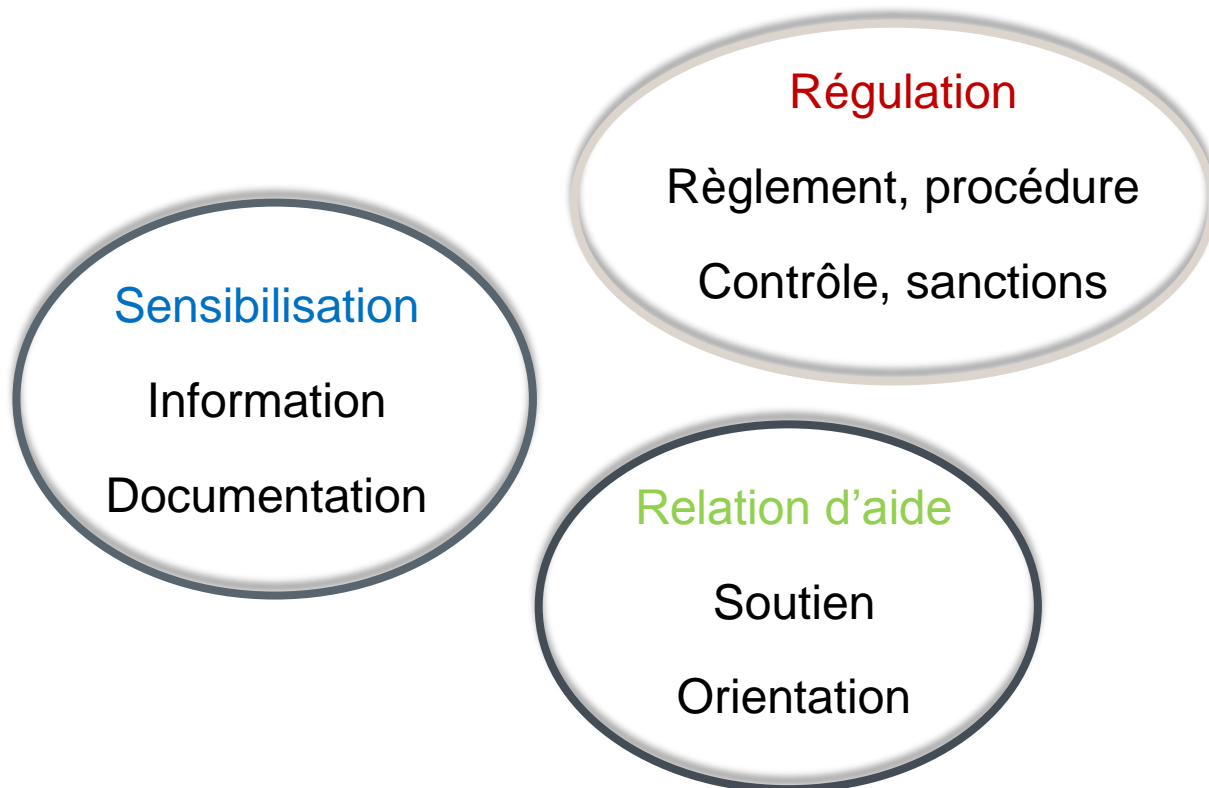 Régulation
Règlement, procédure
Contrôle, sanctions
Sensibilisation
Information
Documentation
Relation d’aide
Soutien
Orientation